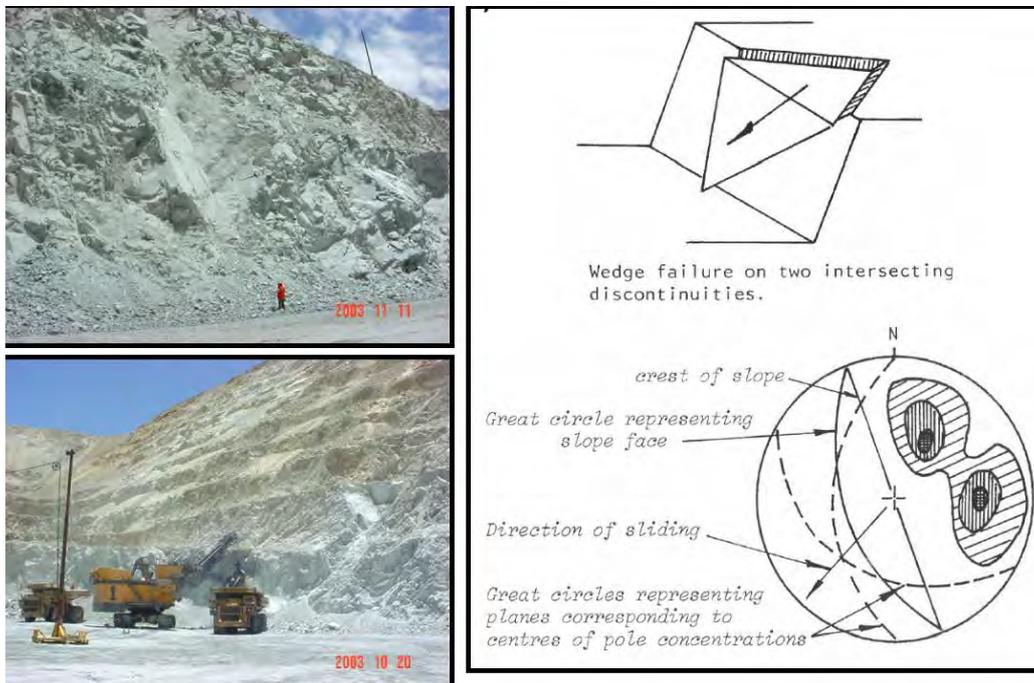 2003 11 11
2003 10 20
Wedge failure on two intersecting
discontinuities.
N
crest of slope
Great circle representing
slope face
Direction of sliding
Great circles representing
planes corresponding to
centres of pole concentrations